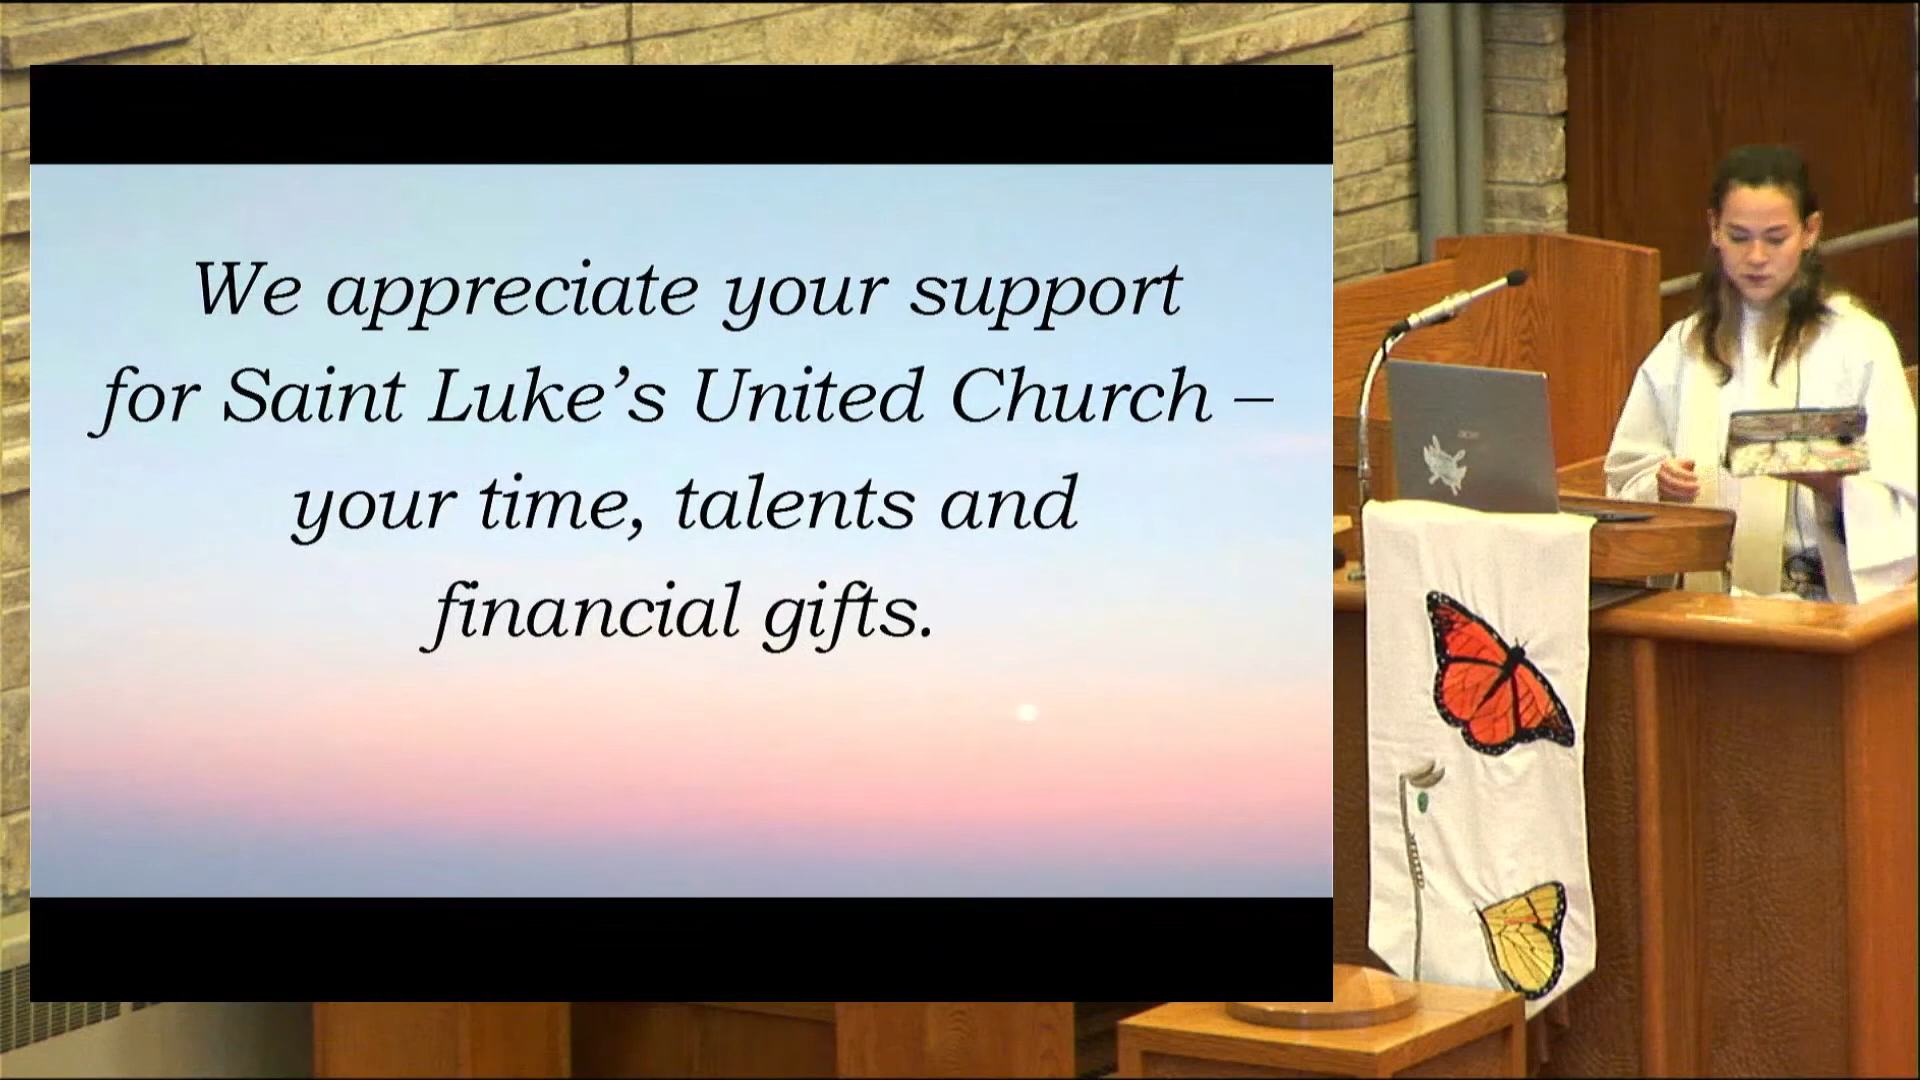 We appreciate your support
for Saint Luke’s United Church –
your time, talents and
financial gifts.